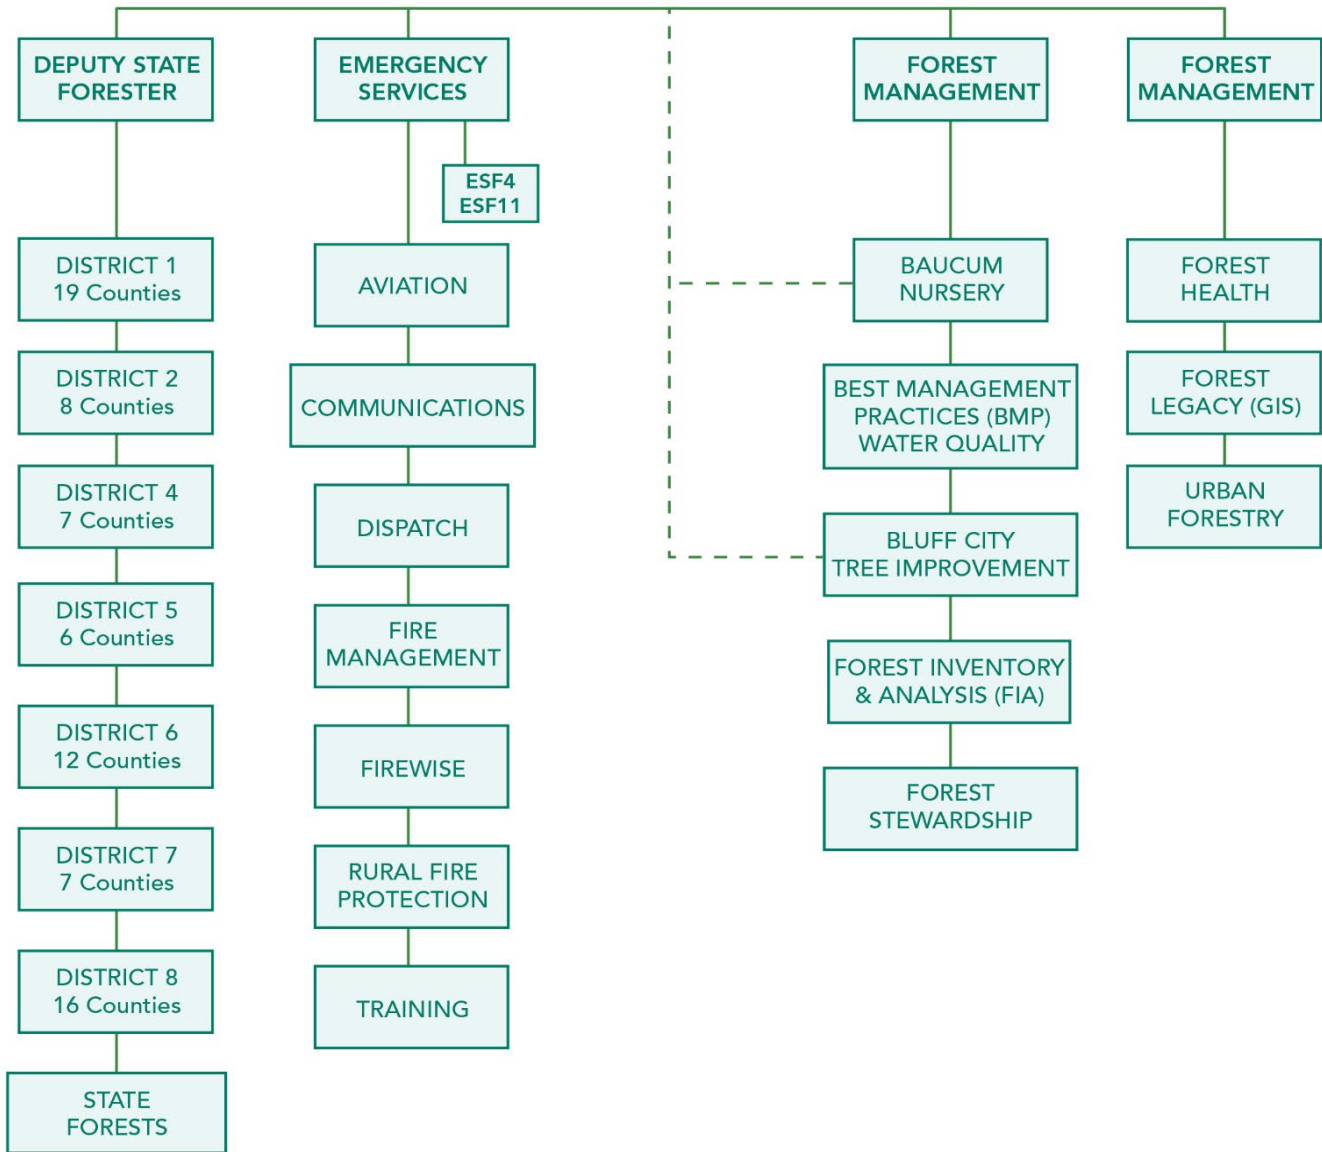 DEPUTY STATE
FORESTER
DISTRICT 1
19 Counties
DISTRICT 2
8 Counties
DISTRICT 4
7 Counties
DISTRICT 5
6 Counties
DISTRICT 6
12 Counties
DISTRICT 7
7 Counties
DISTRICT 8
16 Counties
STATE
FORESTS
EMERGENCY
SERVICES
ESF4
ESF11
AVIATION
COMMUNICATIONS
DISPATCH
FIRE
MANAGEMENT
FIREWISE
RURAL FIRE
PROTECTION
TRAINING
FOREST
MANAGEMENT
BAUCUM
NURSERY
BEST MANAGEMENT
PRACTICES (BMP)
WATER QUALITY
BLUFF CITY
TREE IMPROVEMENT
FOREST INVENTORY
& ANALYSIS (FIA)
FOREST
STEWARDSHIP
FOREST
MANAGEMENT
FOREST
HEALTH
FOREST
LEGACY (GIS)
URBAN
FORESTRY